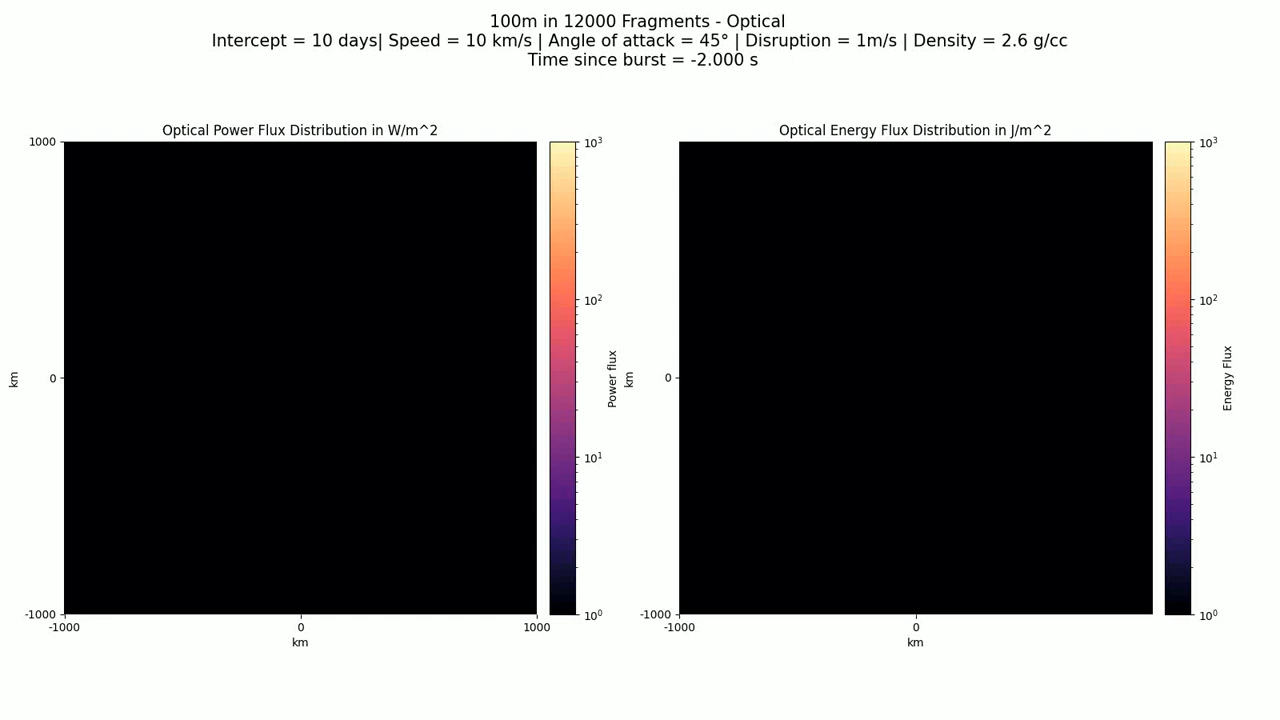 100m in 12000 Fragments - Optical
Intercept = 10 days| Speed = 10 km/s | Angle of attack = 45° | Disruption = 1m/s | Density = 2.6 g/cc
Time since burst = -2.000 s
Optical Power Flux Distribution in W/m^2
1000
0
-1000
km
-1000
0
1000
km
10³
10²
10¹
10⁰
Power flux
Optical Energy Flux Distribution in J/m^2
0
-1000
km
-1000
0
km
10³
10²
10¹
10⁰
Energy Flux